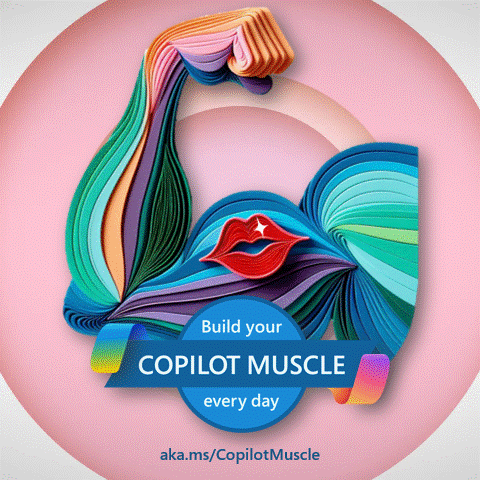 Build your
COPILOT MUSCLE
every day
aka.ms/CopilotMuscle